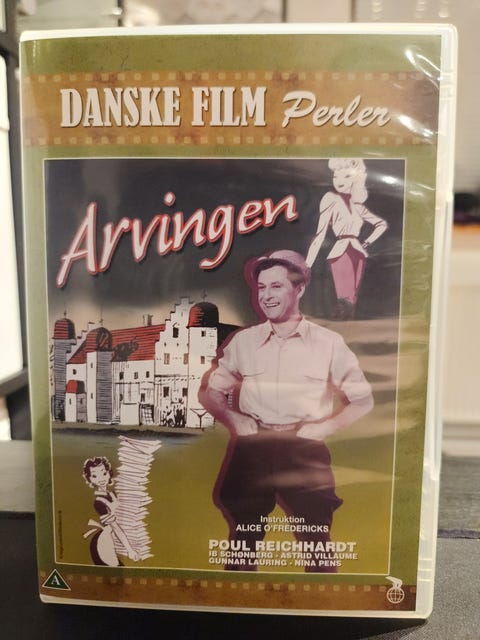 DANSKE FILM Perler
Arvingen
Instruktion
ALICE O'FREDERICKS
POUL REICHHARDT
IB SCHØNBERG - ASTRID VILLAUME
GUNNAR LAURING - NINA PENS
A